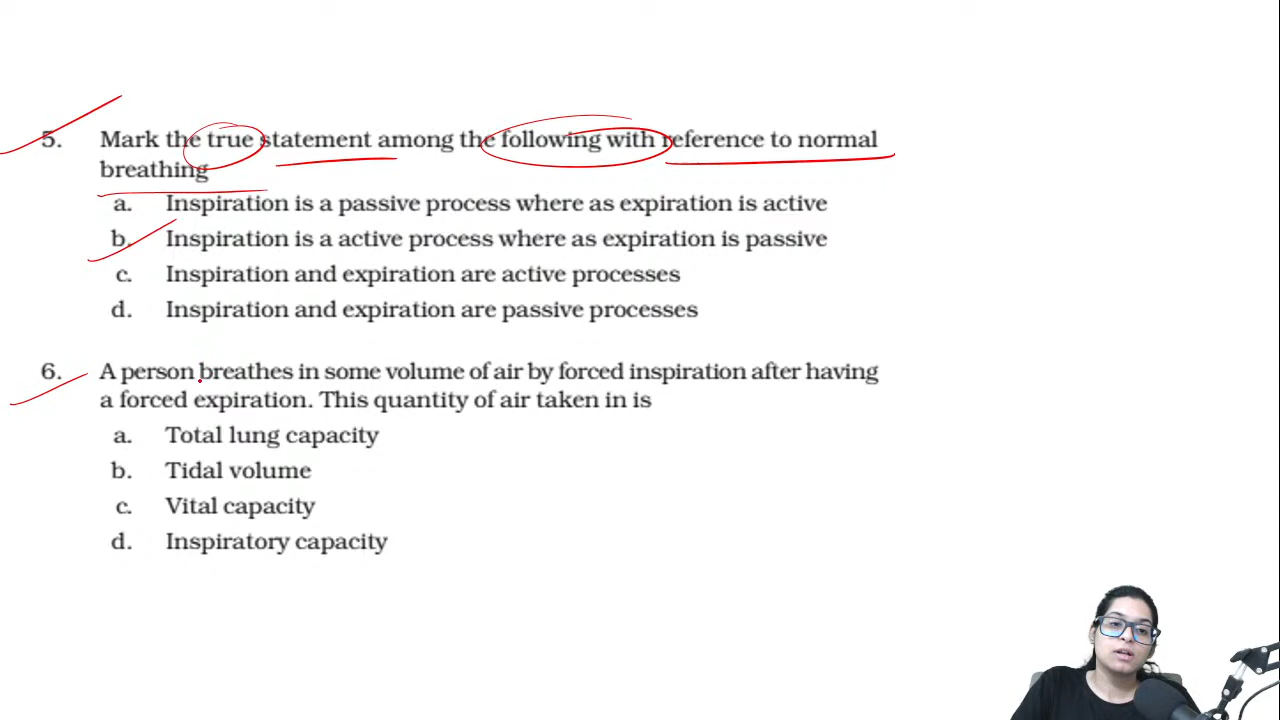 5. Mark the true statement among the following with reference to normal
breathing
a. Inspiration is a passive process where as expiration is active
b. Inspiration is a active process where as expiration is passive
c. Inspiration and expiration are active processes
d. Inspiration and expiration are passive processes
6. A person breathes in some volume of air by forced inspiration after having
a forced expiration. This quantity of air taken in is
a. Total lung capacity
b. Tidal volume
c. Vital capacity
d. Inspiratory capacity